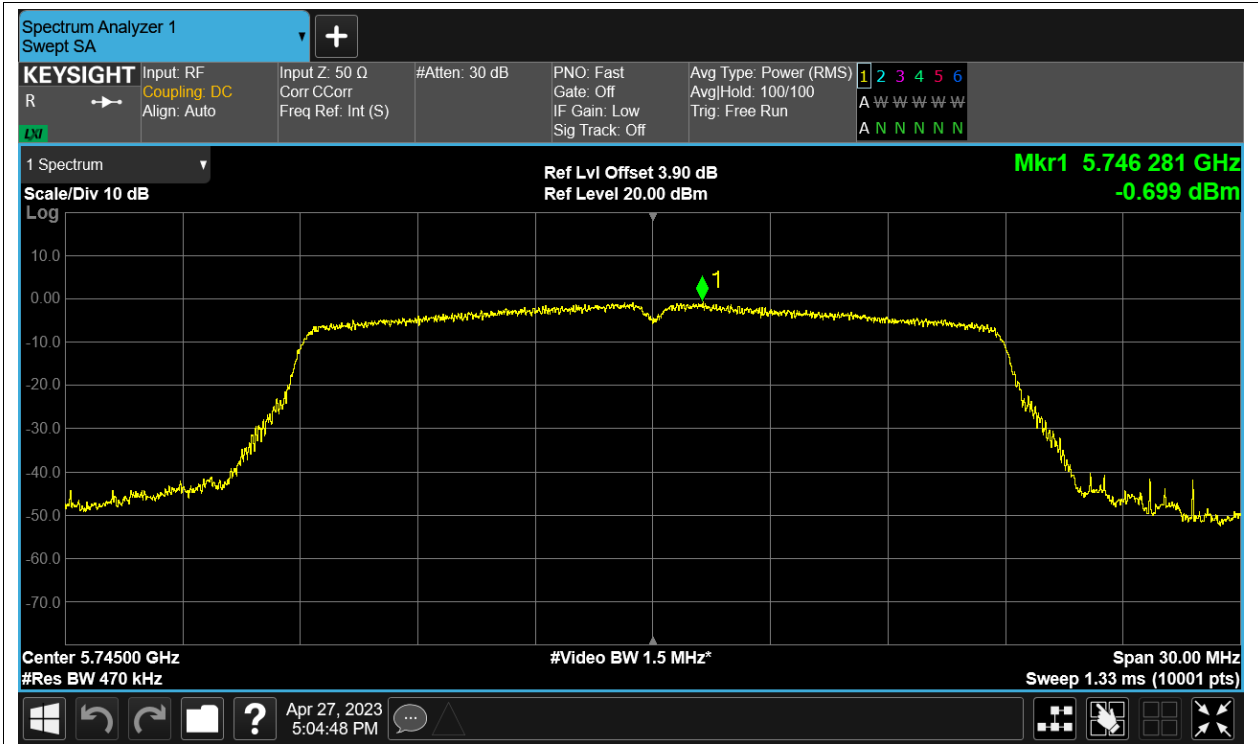 Spectrum Analyzer 1
Swept SA
KEYSIGHT
R
LXI
Input: RF
Coupling: DC
Align: Auto
Input Z: 50 Ω
Corr CCorr
Freq Ref: Int (S)
#Atten: 30 dB
PNO: Fast
Gate: Off
IF Gain: Low
Sig Track: Off
Avg Type: Power (RMS)
Avg|Hold: 100/100
Trig: Free Run
1 2 3 4 5 6
A W W W W W
A N N N N N
1 Spectrum
Scale/Div 10 dB
Log
Ref Lvl Offset 3.90 dB
Ref Level 20.00 dBm
Mkr1 5.746 281 GHz
-0.699 dBm
1
10.0
0.00
-10.0
-20.0
-30.0
-40.0
-50.0
-60.0
-70.0
Center 5.74500 GHz
#Res BW 470 kHz
#Video BW 1.5 MHz*
Span 30.00 MHz
Sweep 1.33 ms (10001 pts)
?
Apr 27, 2023
5:04:48 PM